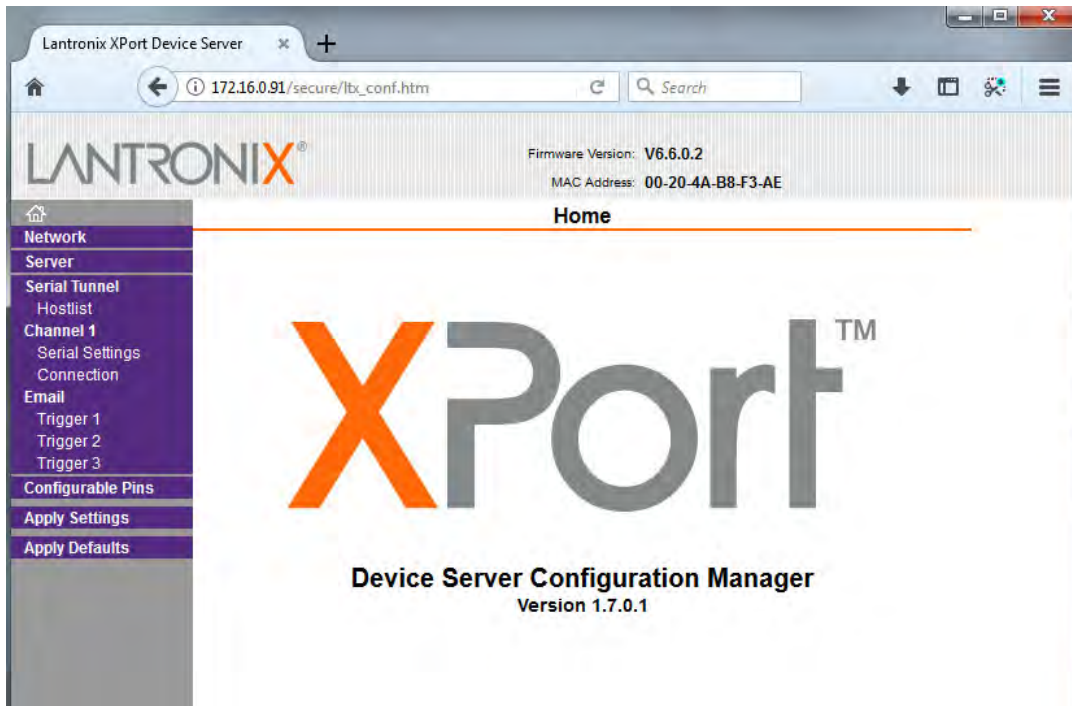 Lantronix XPort Device Server
172.16.0.91/secure/ltx_conf.htm
Search
LANTRONIX®
Firmware Version: V6.6.0.2
MAC Address: 00-20-4A-B8-F3-AE
Home
Network
Server
Serial Tunnel
Hostlist
Channel 1
Serial Settings
Connection
Email
Trigger 1
Trigger 2
Trigger 3
Configurable Pins
Apply Settings
Apply Defaults
XPort™
Device Server Configuration Manager
Version 1.7.0.1